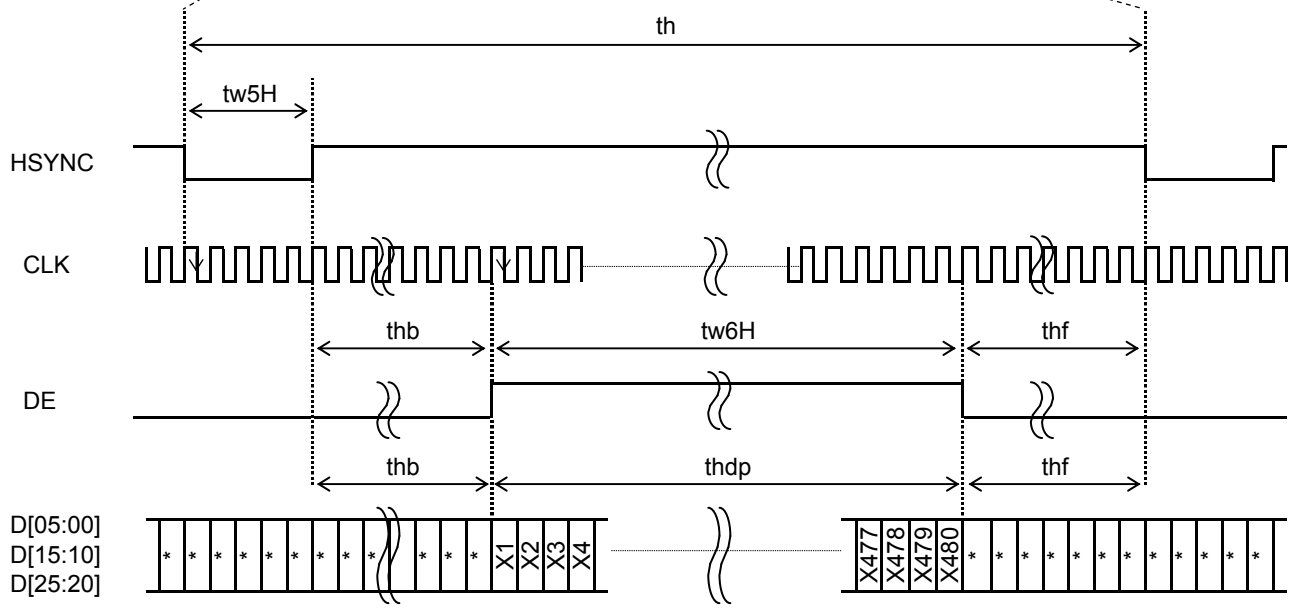 th
tw5H
HSYNC
CLK
thb tw6H thf
DE
thb thdp thf
D[05:00]
D[15:10]
D[25:20]
* * * * * * * * * * * * X1 X2 X3 X4 X477 X478 X479 X480 * * * * * * * * * * * *